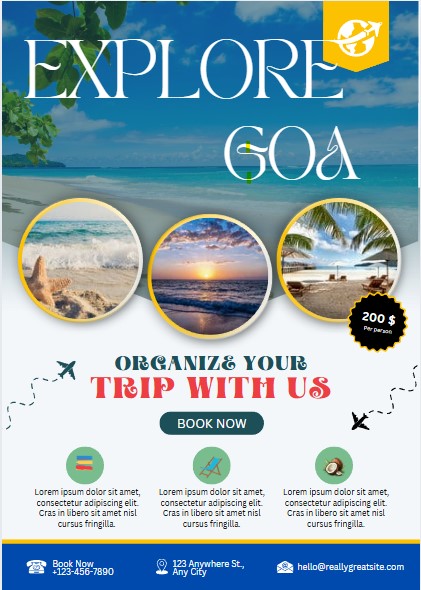 EXPLORE
GOA
200 $
Per person
ORGANIZE YOUR
TRIP WITH US
BOOK NOW
Lorem ipsum dolor sit amet,
consectetur adipiscing elit.
Cras in libero sit amet nisl
cursus fringilla.
Lorem ipsum dolor sit amet,
consectetur adipiscing elit.
Cras in libero sit amet nisl
cursus fringilla.
Lorem ipsum dolor sit amet,
consectetur adipiscing elit.
Cras in libero sit amet nisl
cursus fringilla.
Book Now
+123-456-7890
123 Anywhere St.,
Any City
hello@reallygreatsite.com